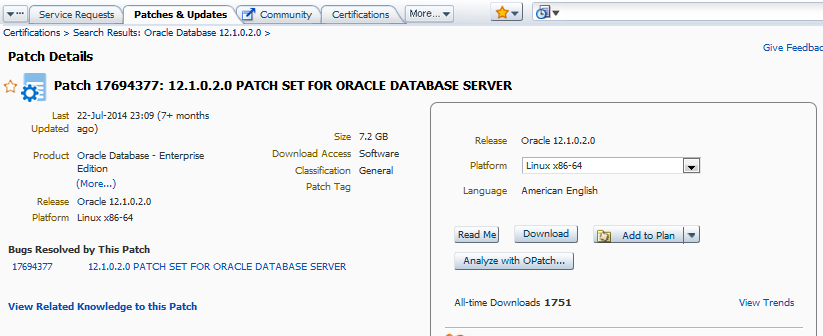 Service Requests Patches & Updates Community Certifications More...
Certifications > Search Results: Oracle Database 12.1.0.2.0 >
Give Feedbac
Patch Details
Patch 17694377: 12.1.0.2.0 PATCH SET FOR ORACLE DATABASE SERVER
Last Updated 22-Jul-2014 23:09 (7+ months
ago)
Product Oracle Database - Enterprise
Edition
(More...)
Release Oracle 12.1.0.2.0
Platform Linux x86-64
Size 7.2 GB
Download Access Software
Classification General
Patch Tag
Bugs Resolved by This Patch
17694377 12.1.0.2.0 PATCH SET FOR ORACLE DATABASE SERVER
View Related Knowledge to this Patch
Release Oracle 12.1.0.2.0
Platform Linux x86-64
Language American English
Read Me Download Add to Plan
Analyze with OPatch...
All-time Downloads 1751 View Trends